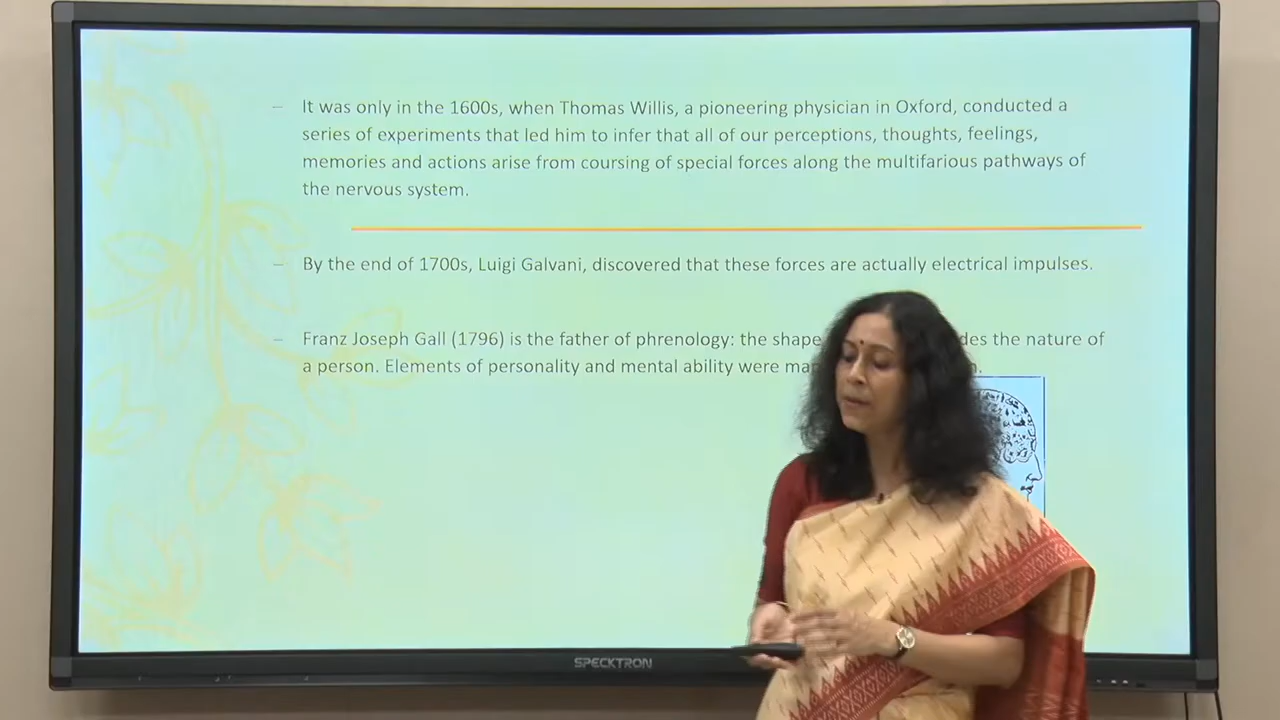 – It was only in the 1600s, when Thomas Willis, a pioneering physician in Oxford, conducted a
series of experiments that led him to infer that all of our perceptions, thoughts, feelings,
memories and actions arise from coursing of special forces along the multifarious pathways of
the nervous system.
– By the end of 1700s, Luigi Galvani, discovered that these forces are actually electrical impulses.
– Franz Joseph Gall (1796) is the father of phrenology: the shape the nature of
a person. Elements of personality and mental ability were
SPECKTRON